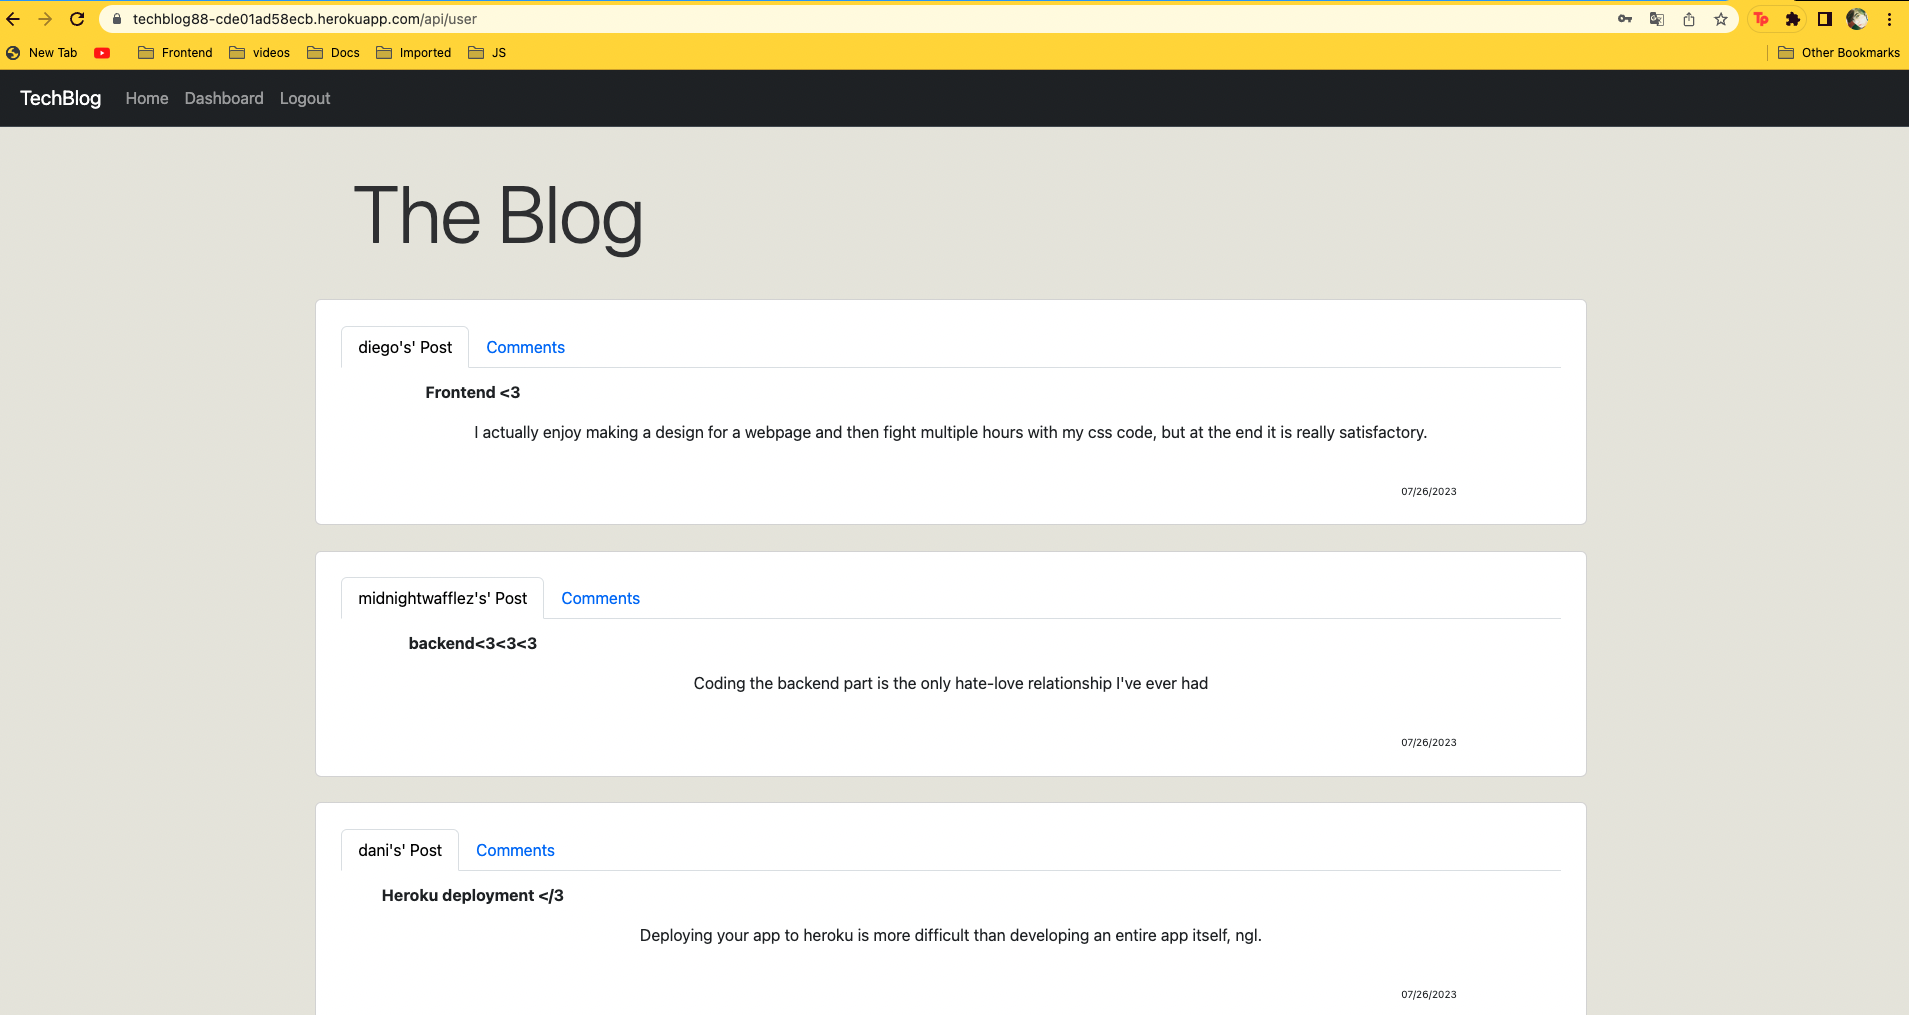 techblog88-cde01ad58ecb.herokuapp.com/api/user
Tp
New Tab Frontend videos Docs Imported JS Other Bookmarks
TechBlog Home Dashboard Logout
The Blog
diego's' Post Comments
Frontend <3
I actually enjoy making a design for a webpage and then fight multiple hours with my css code, but at the end it is really satisfactory.
07/26/2023
midnightwafflez's' Post Comments
backend<3<3<3
Coding the backend part is the only hate-love relationship I've ever had
07/26/2023
dani's' Post Comments
Heroku deployment </3
Deploying your app to heroku is more difficult than developing an entire app itself, ngl.
07/26/2023